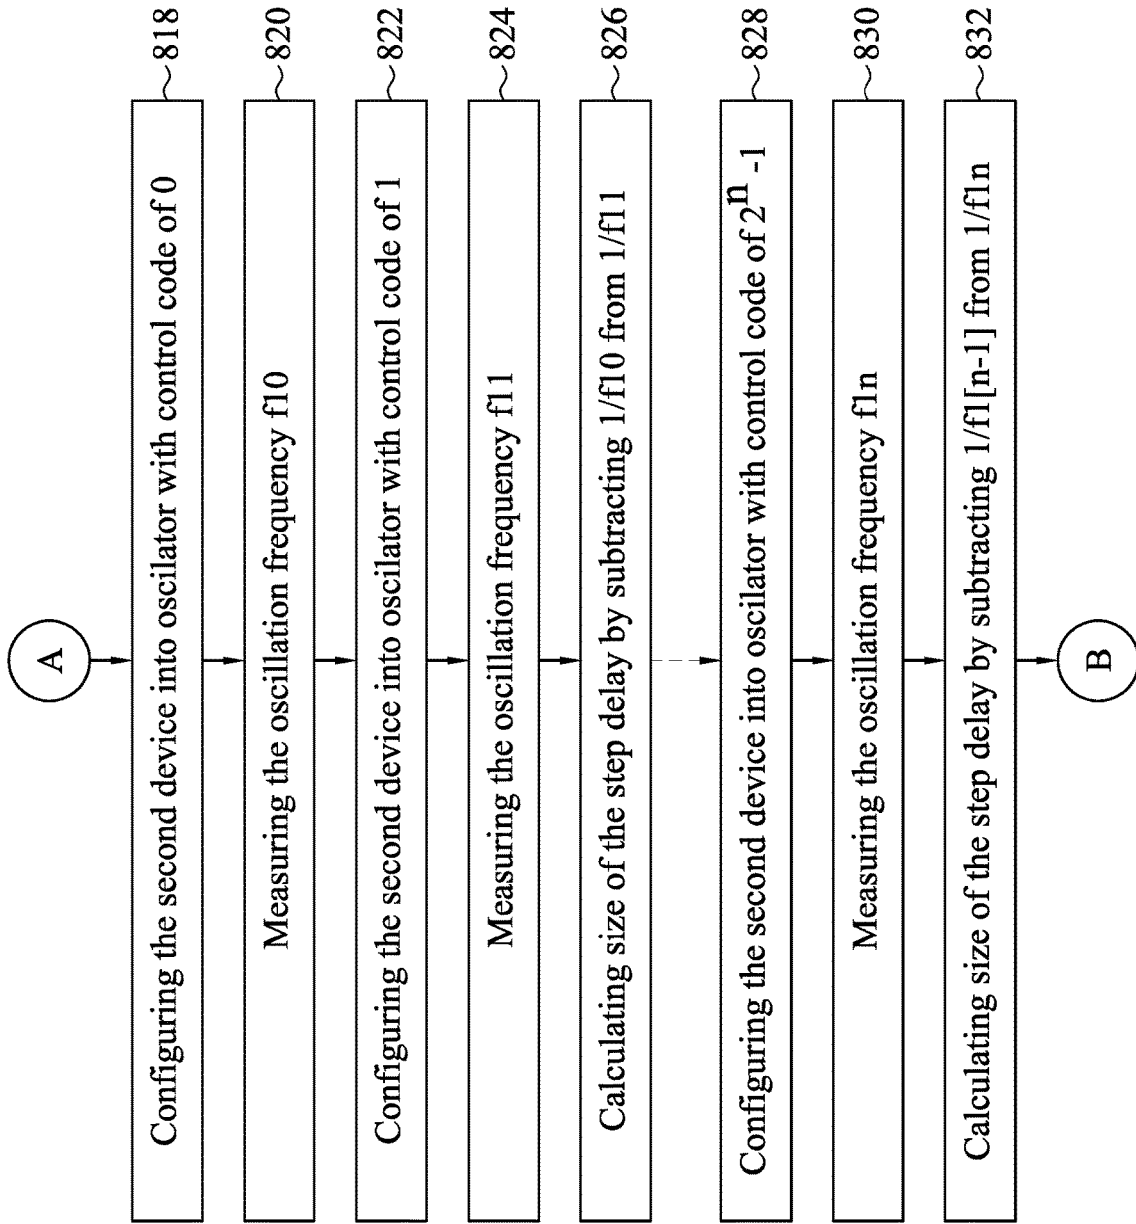 A
Configuring the second device into oscilator with control code of 0
818
Measuring the oscillation frequency f10
820
Configuring the second device into oscilator with control code of 1
822
Measuring the oscillation frequency f11
824
Calculating size of the step delay by subtracting 1/f10 from 1/f11
826
Configuring the second device into oscilator with control code of 2^n -1
828
Measuring the oscillation frequency f1n
830
Calculating size of the step delay by subtracting 1/f1[n-1] from 1/f1n
832
B